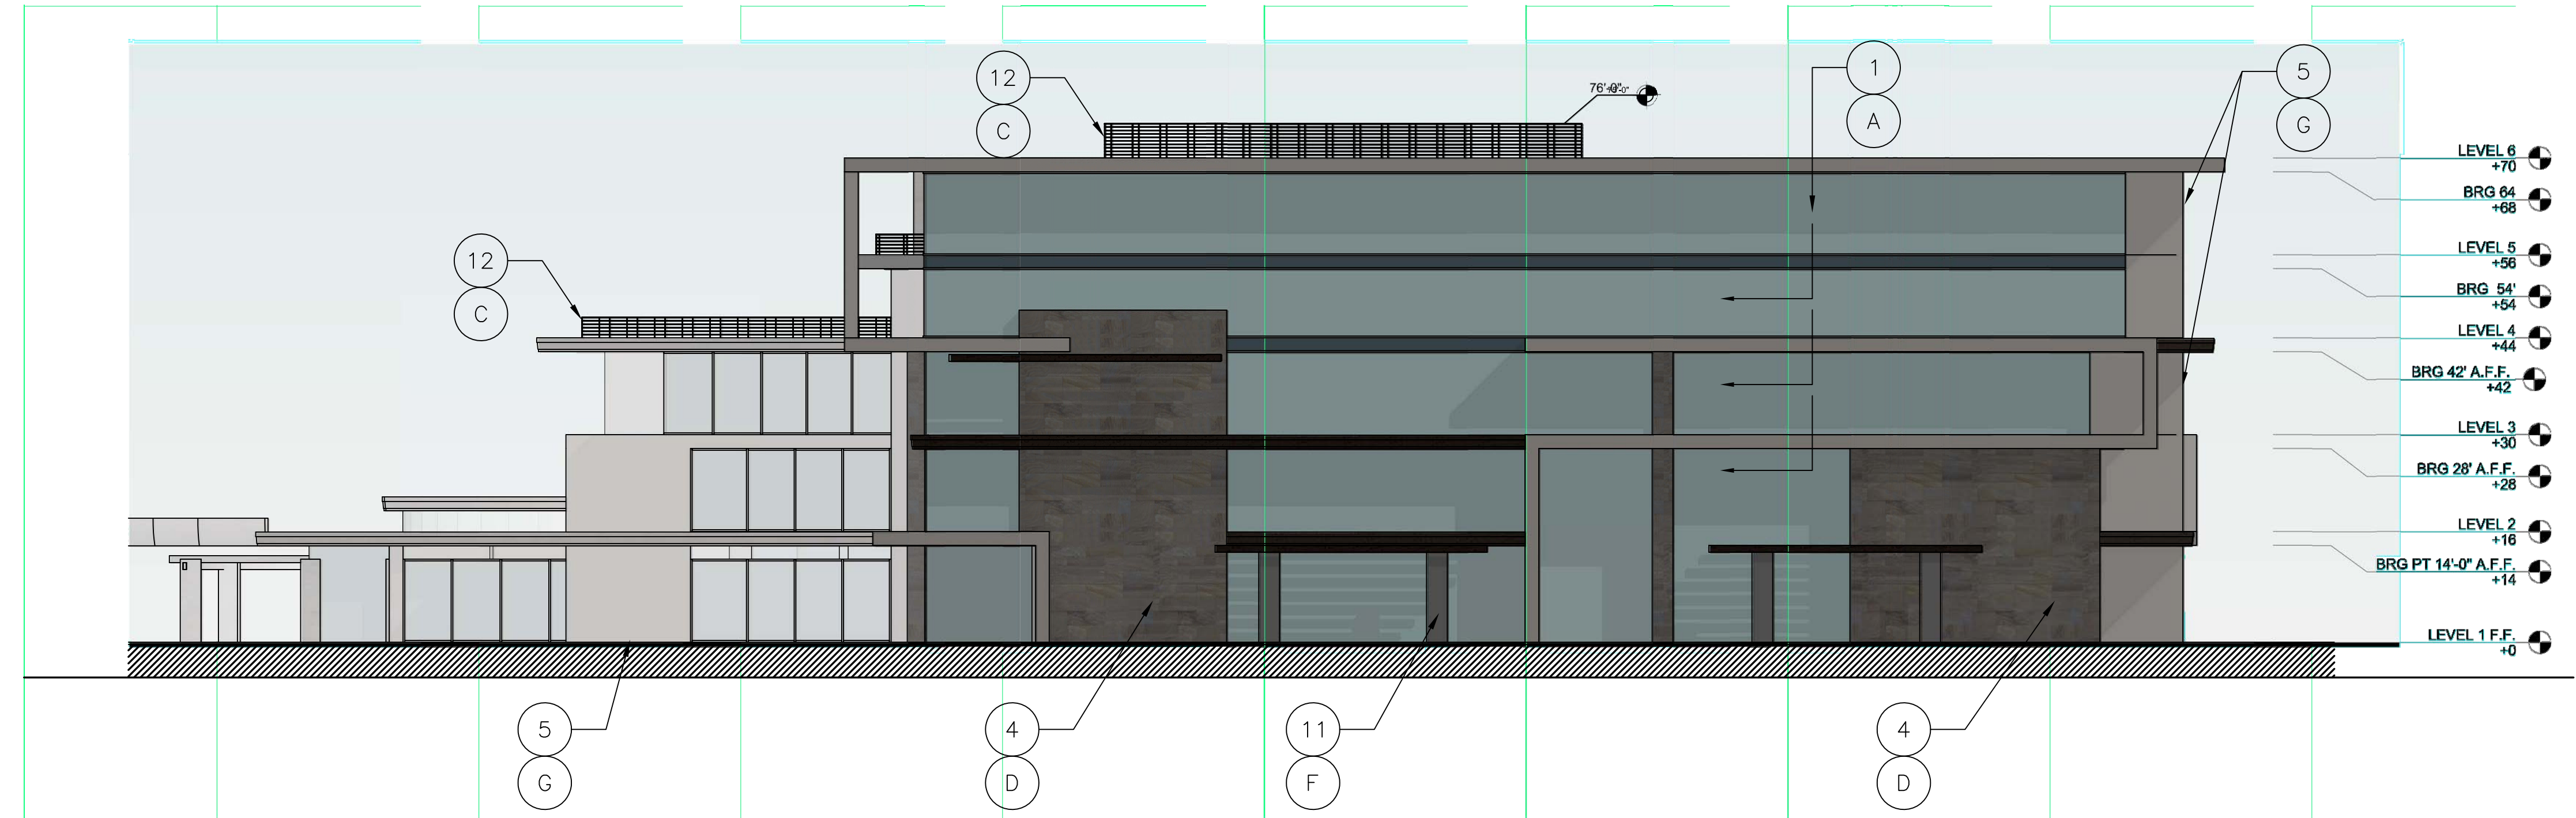 12
C
76'-0"
1
A
5
G
12
C
LEVEL 6
+70
BRG 64
+68
LEVEL 5
+56
BRG 54'
+54
LEVEL 4
+44
BRG 42' A.F.F.
+42
LEVEL 3
+30
BRG 28' A.F.F.
+28
LEVEL 2
+16
BRG PT 14'-0" A.F.F.
+14
LEVEL 1 F.F.
+0
5
G
4
D
11
F
4
D